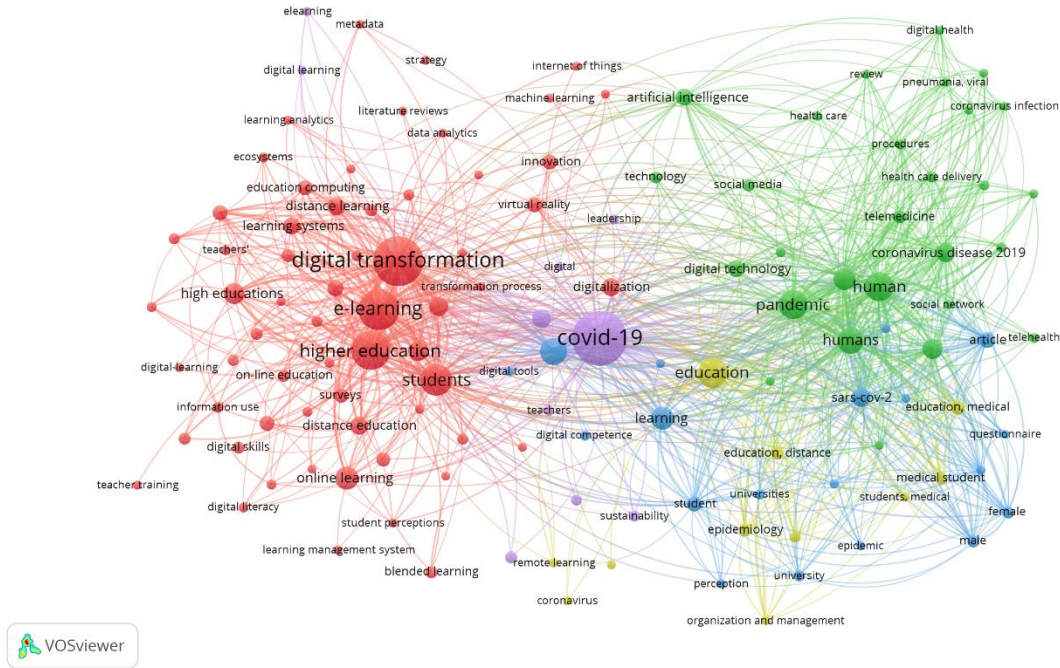 elearning
metadata
digital health
strategy
digital learning
internet of things
review
pneumonia, viral
machine learning
artificial intelligence
coronavirus infection
literature reviews
health care
learning analytics
data analytics
procedures
ecosystems
innovation
technology
social media
health care delivery
education computing
distance learning
virtual reality
leadership
telemedicine
learning systems
teachers'
digital transformation
digital
digital technology
coronavirus disease 2019
transformation process
digitalization
human
high educations
e-learning
pandemic
social network
covid-19
humans
telehealth
article
higher education
digital-learning
on-line education
students
digital tools
education
surveys
sars-cov-2
information use
teachers
learning
education, medical
distance education
digital competence
questionnaire
digital skills
education, distance
online learning
medical student
teacher training
universities
students, medical
digital literacy
student
female
student perceptions
sustainability
epidemiology
male
learning management system
epidemic
remote learning
blended learning
perception
university
coronavirus
organization and management
VOSviewer